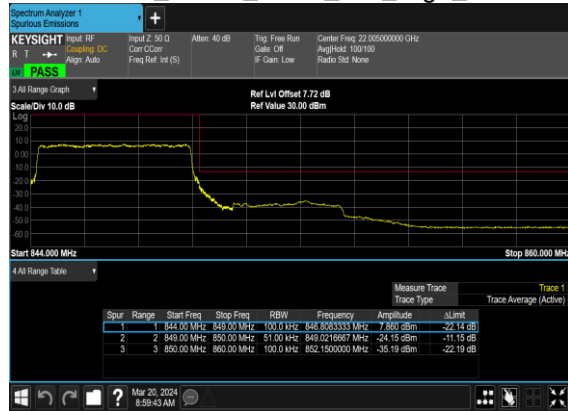 Spectrum Analyzer 1
Spurious Emissions
KEYSIGHT Input: RF Input Z: 50 Ω Atten: 40 dB Trig: Free Run Center Freq: 22.005000000 GHz
R T Coupling: DC Corr CCorr Gate: Off Avg|Hold: 100/100
Align: Auto Freq Ref: Int (S) IF Gain: Low Radio Std: None
PASS
3 All Range Graph
Ref Lvl Offset 7.72 dB
Scale/Div 10.0 dB Ref Value 30.00 dBm
Log
20.0
10.0
0.00
-10.0
-20.0
-30.0
-40.0
-50.0
-60.0
Start 844.000 MHz Stop 860.000 MHz
4 All Range Table
Measure Trace Trace 1
Trace Type Trace Average (Active)
Spur Range Start Freq Stop Freq RBW Frequency Amplitude ΔLimit
1 1 844.00 MHz 849.00 MHz 100.0 kHz 846.8083333 MHz 7.860 dBm -22.14 dB
2 2 849.00 MHz 850.00 MHz 51.00 kHz 849.0216667 MHz -24.15 dBm -11.15 dB
3 3 850.00 MHz 860.00 MHz 100.0 kHz 852.1500000 MHz -35.19 dBm -22.19 dB
Mar 20, 2024
8:59:43 AM